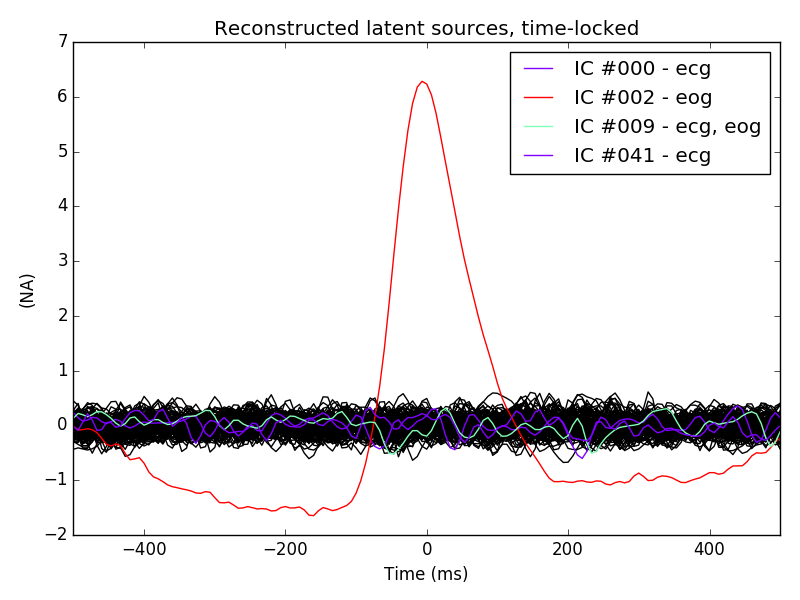 Reconstructed latent sources, time-locked
7
6
5
4
3
2
1
0
−1
−2
(NA)
IC #000 - ecg
IC #002 - eog
IC #009 - ecg, eog
IC #041 - ecg
−400 −200 0 200 400
Time (ms)